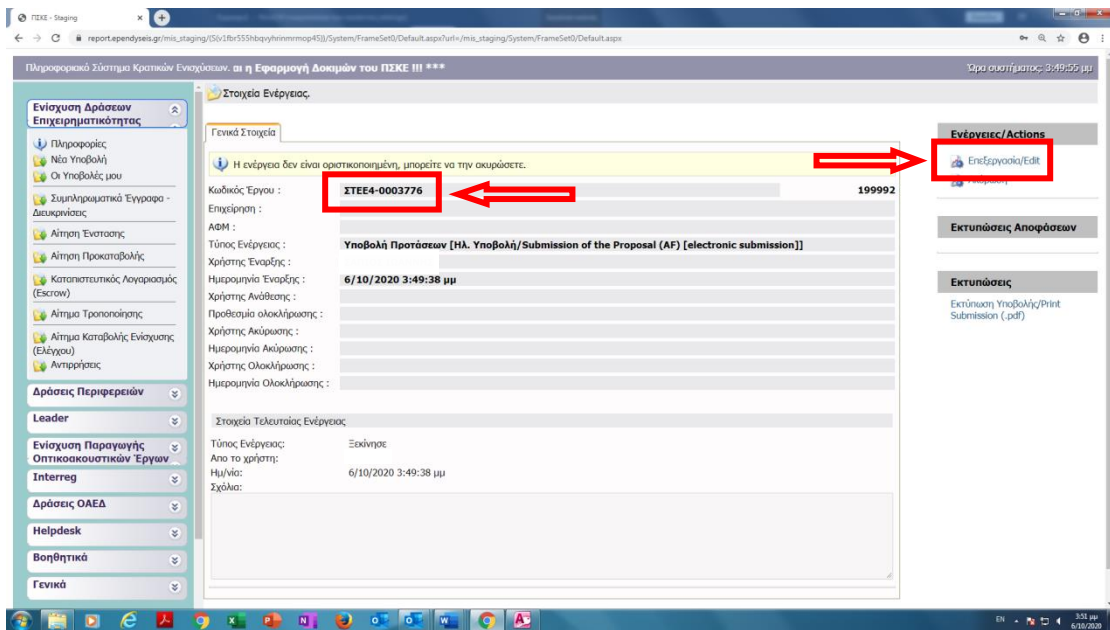 ΠΣΚΕ - Staging
report.ependyseis.gr/mis_staging/(S(v1fbr555hbqvyhrinmrmop45))/System/FrameSet0/Default.aspx?url=/mis_staging/System/FrameSet0/Default.aspx
Πληροφοριακό Σύστημα Κρατικών Ενισχύσεων. αι η Εφαρμογή Δοκιμών του ΠΣΚΕ !!! ***
Ώρα συστήματος: 3:49:55 μμ
Ενίσχυση Δράσεων
Επιχειρηματικότητας
Πληροφορίες
Νέα Υποβολή
Οι Υποβολές μου
Συμπληρωματικά Έγγραφα -
Διευκρινίσεις
Αίτηση Ένστασης
Αίτηση Προκαταβολής
Καταπιστευτικός Λογαριασμός
(Escrow)
Αίτημα Τροποποίησης
Αίτημα Καταβολής Ενίσχυσης
(Ελέγχου)
Αντιρρήσεις
Δράσεις Περιφερειών
Leader
Ενίσχυση Παραγωγής
Οπτικοακουστικών Έργων
Interreg
Δράσεις ΟΑΕΔ
Helpdesk
Βοηθητικά
Γενικά
Στοιχεία Ενέργειας.
Γενικά Στοιχεία
Η ενέργεια δεν είναι οριστικοποιημένη, μπορείτε να την ακυρώσετε.
Κωδικός Έργου : ΣΤΕΕ4-0003776 199992
Επιχείρηση :
ΑΦΜ :
Τύπος Ενέργειας : Υποβολή Προτάσεων [Ηλ. Υποβολή/Submission of the Proposal (AF) [electronic submission]]
Χρήστης Έναρξης :
Ημερομηνία Έναρξης : 6/10/2020 3:49:38 μμ
Χρήστης Ανάθεσης :
Προθεσμία ολοκλήρωσης :
Χρήστης Ακύρωσης :
Ημερομηνία Ακύρωσης :
Χρήστης Ολοκλήρωσης :
Ημερομηνία Ολοκλήρωσης :
Στοιχεία Τελευταίας Ενέργειας
Τύπος Ενέργειας: Ξεκίνησε
Απο το χρήστη:
Ημ/νία: 6/10/2020 3:49:38 μμ
Σχόλια:
Ενέργειες/Actions
Επεξεργασία/Edit
Εκτυπώσεις Αποφάσεων
Εκτυπώσεις
Εκτύπωση Υποβολής/Print
Submission (.pdf)
EN
3:51 μμ
6/10/2020